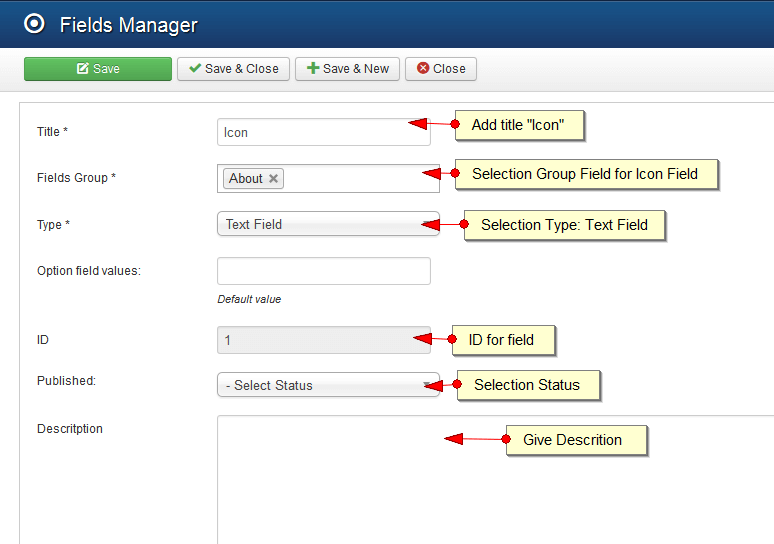 Fields Manager
Save
Save & Close
Save & New
Close
Title *
Icon
Add title "Icon"
Fields Group *
About
Selection Group Field for Icon Field
Type *
Text Field
Selection Type: Text Field
Option field values:
Default value
ID
1
ID for field
Published:
- Select Status
Selection Status
Descritption
Give Descrition